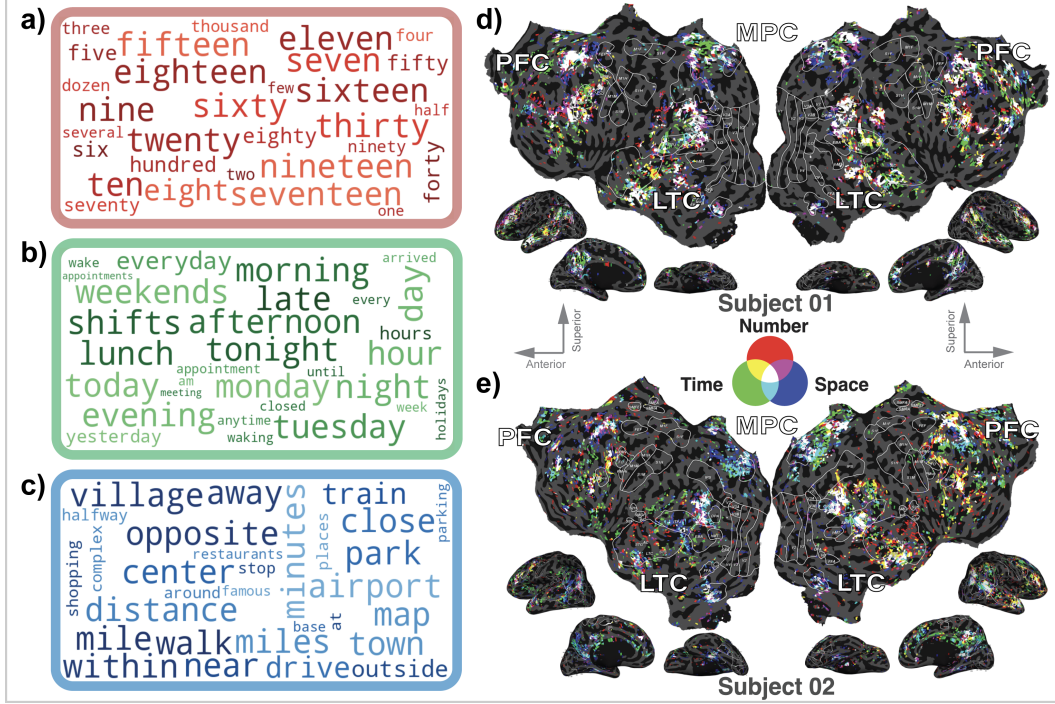 a)
three thousand
five fifteen eleven four
eighteen seven fifty
dozen few sixteen
nine sixty half
several twenty eighty thirty
six ninety
hundred two nineteen forty
ten eight seventeen
seventy one
b)
wake everyday morning arrived
appointments
weekends late every day
shifts afternoon hours
lunch tonight hour
appointment until
today am monday night
meeting
evening closed week holidays
anytime tuesday
yesterday waking
c)
village away minutes train parking
halfway opposite places close
complex restaurants park
shopping center stop
around famous airport
distance map
base at
mile walk miles town
within near drive outside
d)
PFC MPC PFC
LTC LTC
Subject 01
Superior Superior
Anterior Anterior
Number
Time Space
e)
PFC MPC PFC
LTC LTC
Subject 02